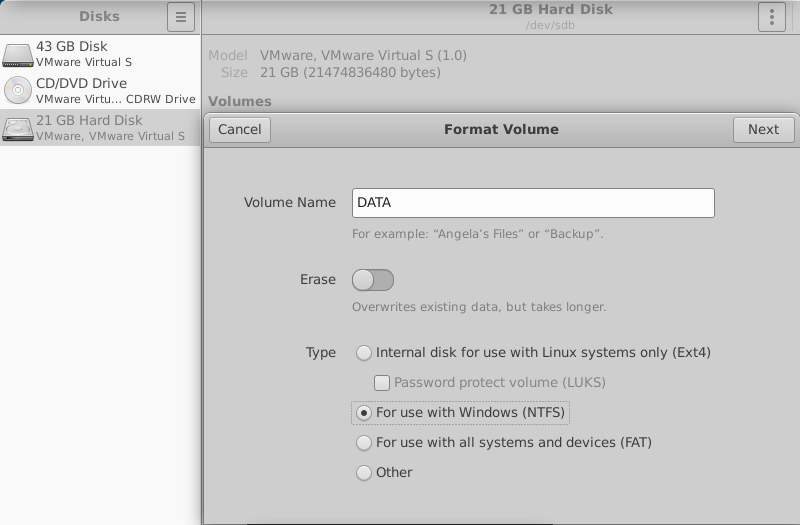 Disks
21 GB Hard Disk
/dev/sdb
43 GB Disk
VMware Virtual S
CD/DVD Drive
VMware Virtu... CDRW Drive
21 GB Hard Disk
VMware, VMware Virtual S
Model VMware, VMware Virtual S (1.0)
Size 21 GB (21474836480 bytes)
Volumes
Cancel Format Volume Next
Volume Name DATA
For example: “Angela’s Files” or “Backup”.
Erase
Overwrites existing data, but takes longer.
Type Internal disk for use with Linux systems only (Ext4)
Password protect volume (LUKS)
For use with Windows (NTFS)
For use with all systems and devices (FAT)
Other